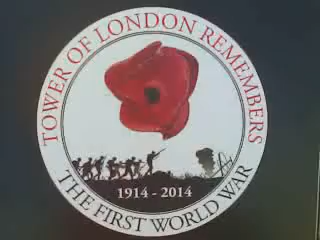 TOWER OF LONDON REMEMBERS
1914 - 2014
THE FIRST WORLD WAR